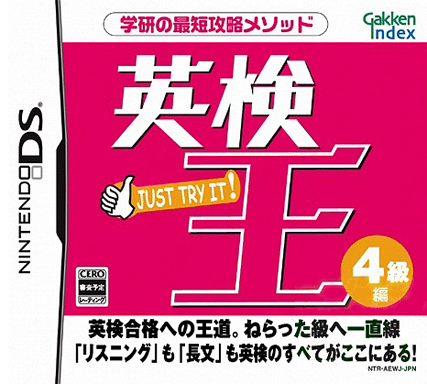 学研の最短攻略メソッド
Gakken
Index
英検
王
JUST TRY IT!
4級
編
NINTENDO DS
CERO
審査予定
レーティング
英検合格への王道。ねらった級へ一直線
「リスニング」も「長文」も英検のすべてがここにある!
NTR-AEWJ-JPN